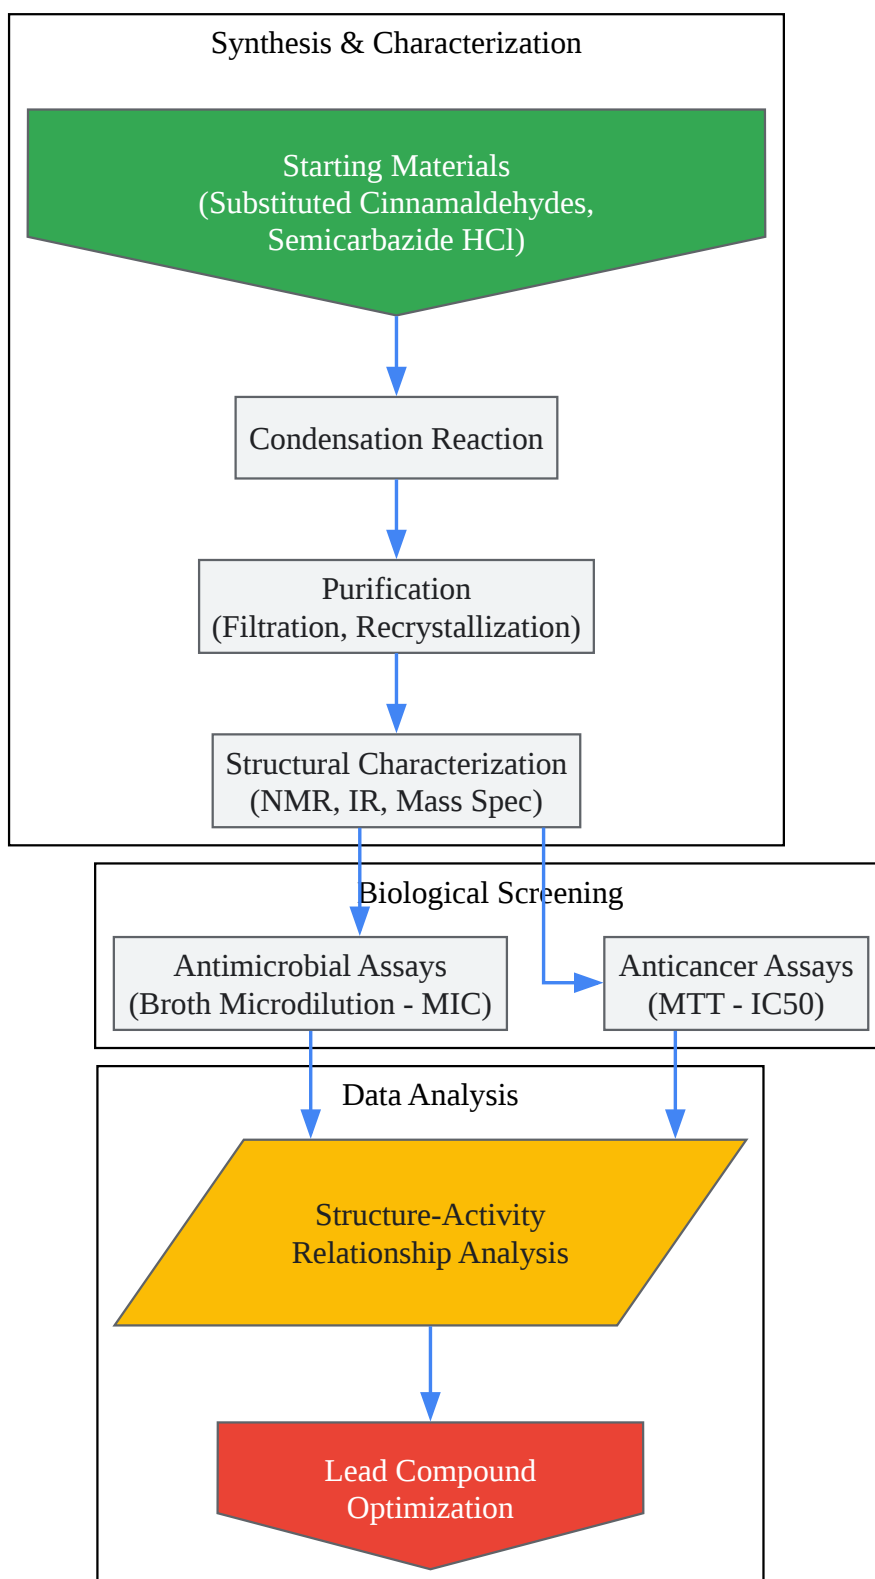 Synthesis & Characterization
Starting Materials
(Substituted Cinnamaldehydes,
Semicarbazide HCl)
Condensation Reaction
Purification
(Filtration, Recrystallization)
Structural Characterization
(NMR, IR, Mass Spec)
Biological Screening
Antimicrobial Assays
(Broth Microdilution - MIC)
Anticancer Assays
(MTT - IC50)
Data Analysis
Structure-Activity
Relationship Analysis
Lead Compound
Optimization